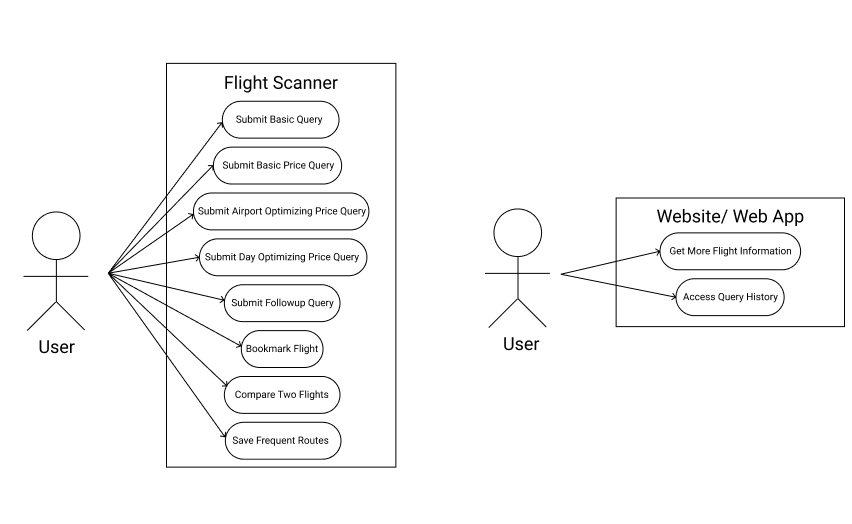 Flight Scanner
Submit Basic Query
Submit Basic Price Query
Submit Airport Optimizing Price Query
Submit Day Optimizing Price Query
Submit Followup Query
Bookmark Flight
Compare Two Flights
Save Frequent Routes
User
Website/ Web App
Get More Flight Information
Access Query History
User